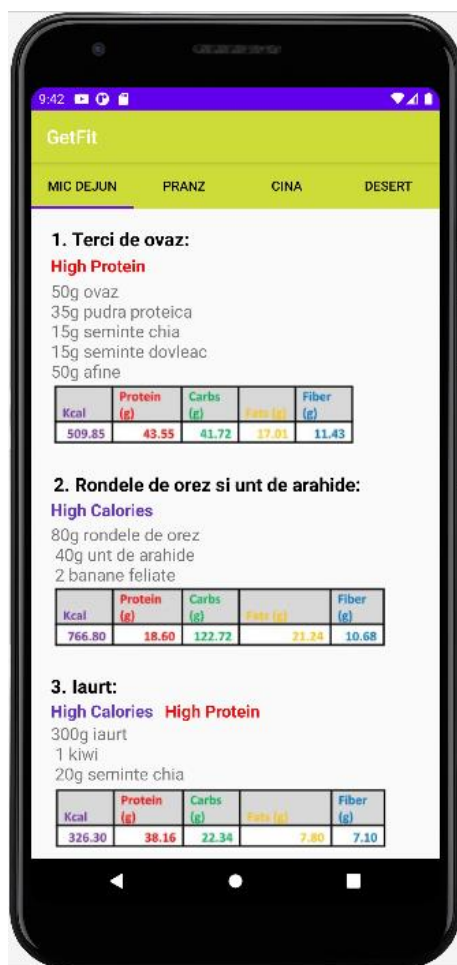 9:42
GetFit
MIC DEJUN PRANZ CINA DESERT
1. Terci de ovaz:
High Protein
50g ovaz
35g pudra proteica
15g seminte chia
15g seminte dovleac
50g afine
Kcal Protein (g) Carbs (g) Fats (g) Fiber (g)
509.85 43.55 41.72 17.01 11.43
2. Rondele de orez si unt de arahide:
High Calories
80g rondele de orez
40g unt de arahide
2 banane feliate
Kcal Protein (g) Carbs (g) Fats (g) Fiber (g)
766.80 18.60 122.72 21.24 10.68
3. Iaurt:
High Calories High Protein
300g iaurt
1 kiwi
20g seminte chia
Kcal Protein (g) Carbs (g) Fats (g) Fiber (g)
326.30 38.16 22.34 7.80 7.10